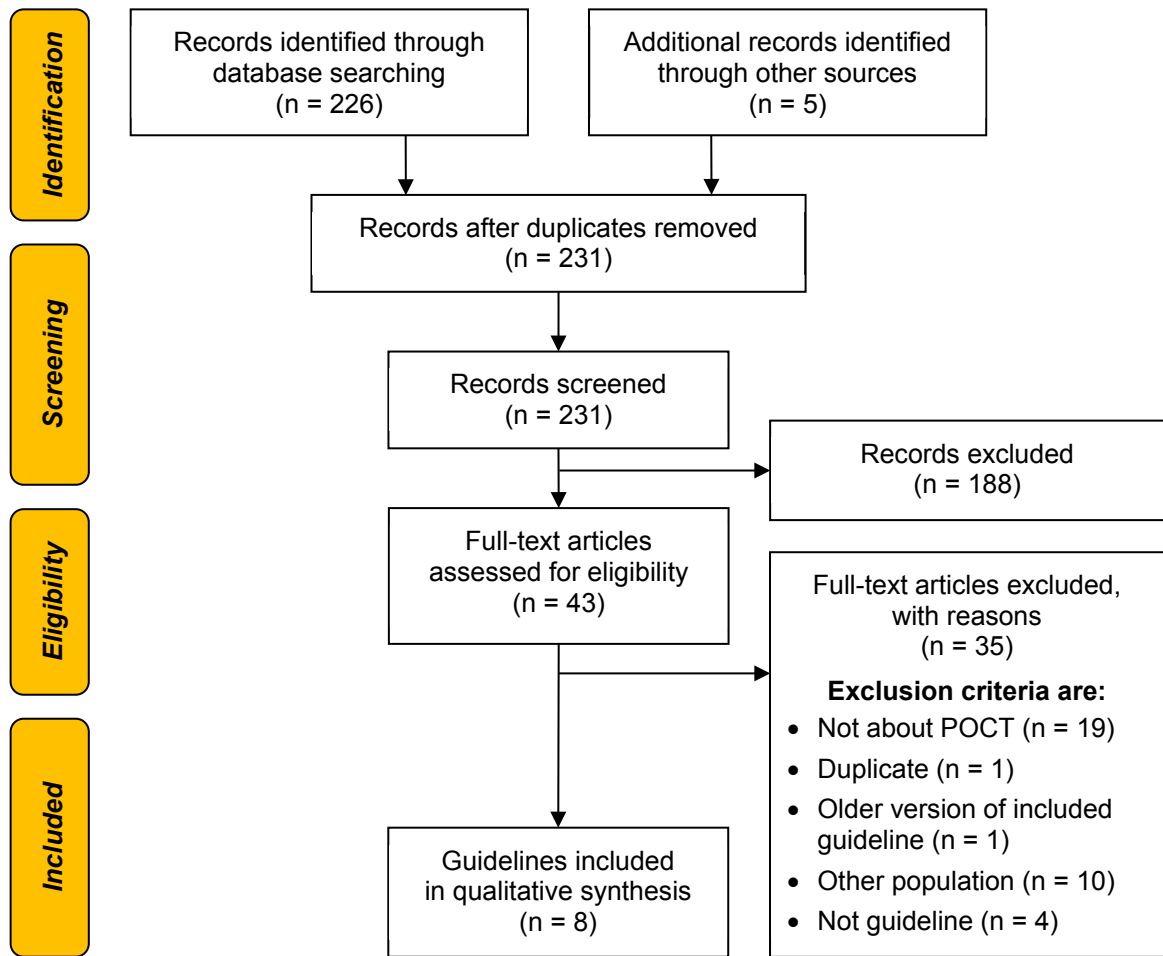 Identification
Records identified through
database searching
(n = 226)
Additional records identified
through other sources
(n = 5)
Records after duplicates removed
(n = 231)
Screening
Records screened
(n = 231)
Records excluded
(n = 188)
Eligibility
Full-text articles
assessed for eligibility
(n = 43)
Full-text articles excluded,
with reasons
(n = 35)
Exclusion criteria are:
• Not about POCT (n = 19)
• Duplicate (n = 1)
• Older version of included
guideline (n = 1)
• Other population (n = 10)
• Not guideline (n = 4)
Included
Guidelines included
in qualitative synthesis
(n = 8)